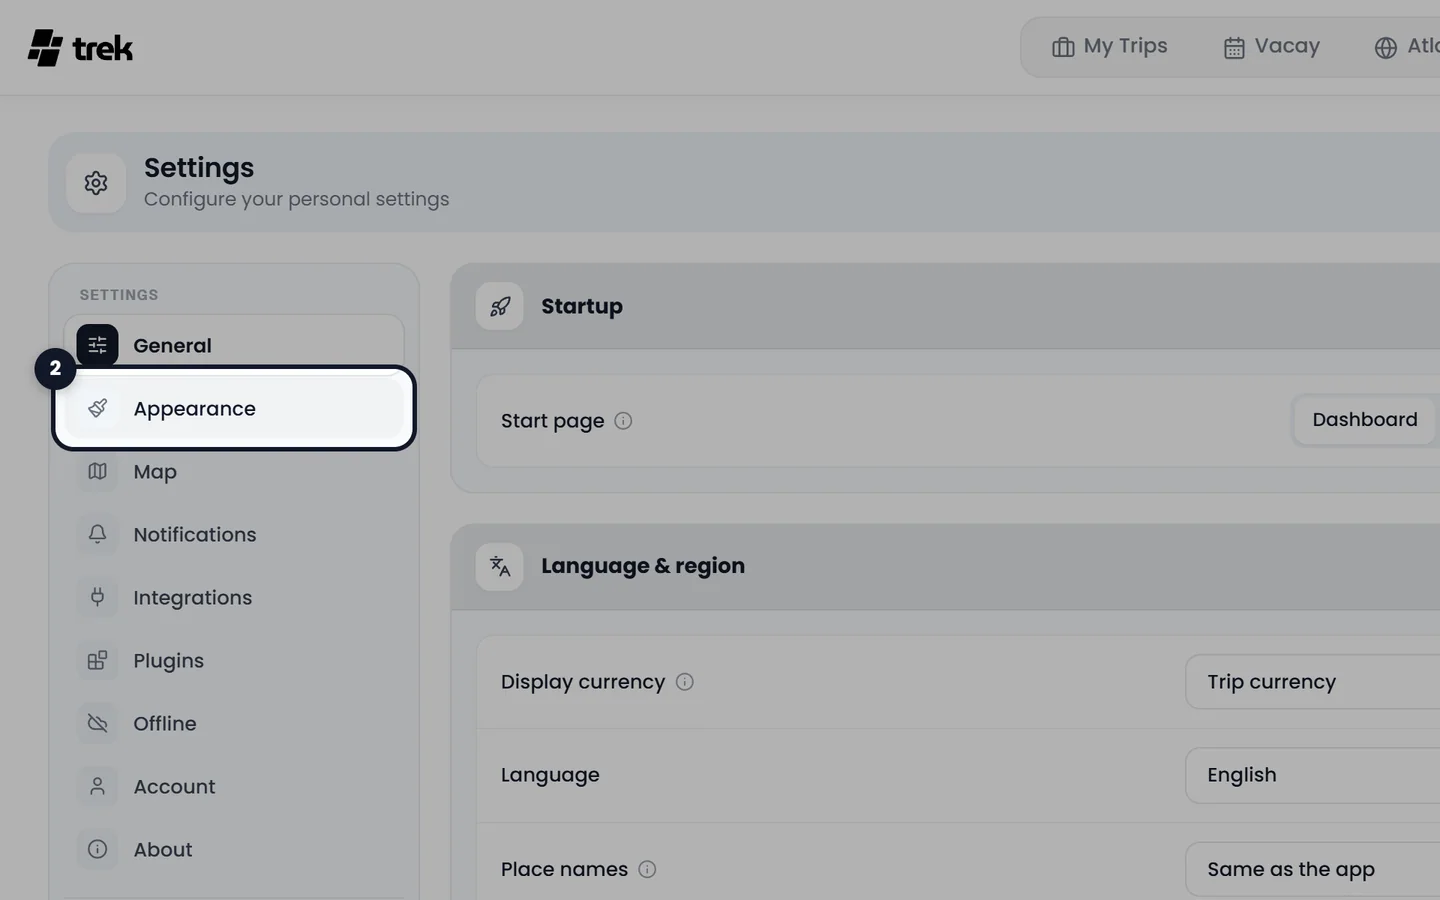 trek
My Trips
Vacay
Atla
Settings
Configure your personal settings
SETTINGS
General
2
Appearance
Map
Notifications
Integrations
Plugins
Offline
Account
About
Startup
Start page
Dashboard
Language & region
Display currency
Trip currency
Language
English
Place names
Same as the app